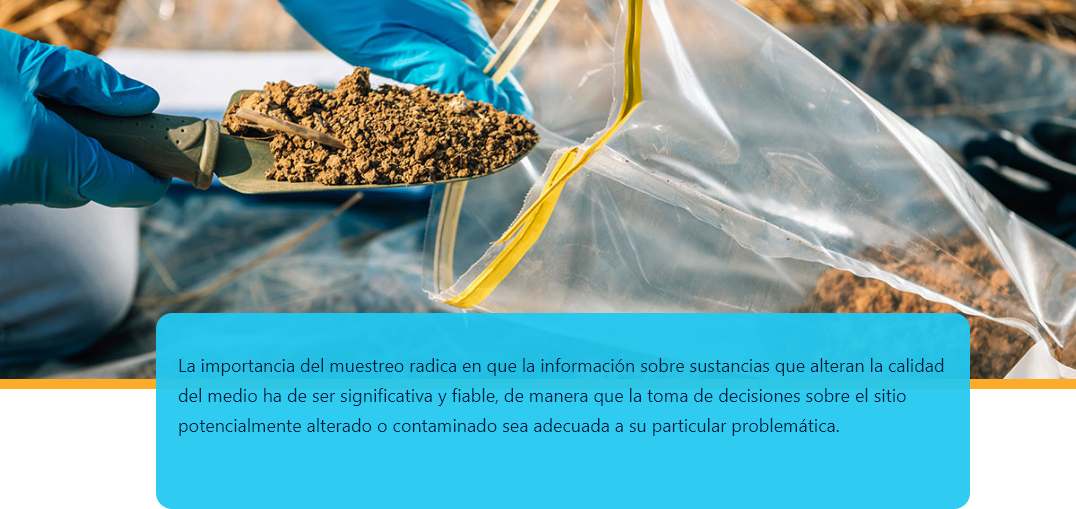 La importancia del muestreo radica en que la información sobre sustancias que alteran la calidad
del medio ha de ser significativa y fiable, de manera que la toma de decisiones sobre el sitio
potencialmente alterado o contaminado sea adecuada a su particular problemática.